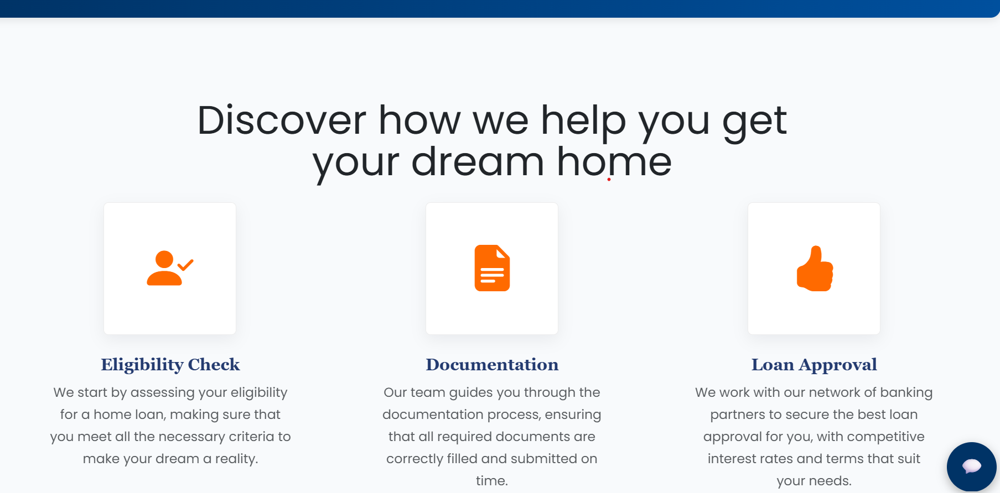 Discover how we help you get
your dream home
Eligibility Check
We start by assessing your eligibility
for a home loan, making sure that
you meet all the necessary criteria to
make your dream a reality.
Documentation
Our team guides you through the
documentation process, ensuring
that all required documents are
correctly filled and submitted on
time.
Loan Approval
We work with our network of banking
partners to secure the best loan
approval for you, with competitive
interest rates and terms that suit
your needs.